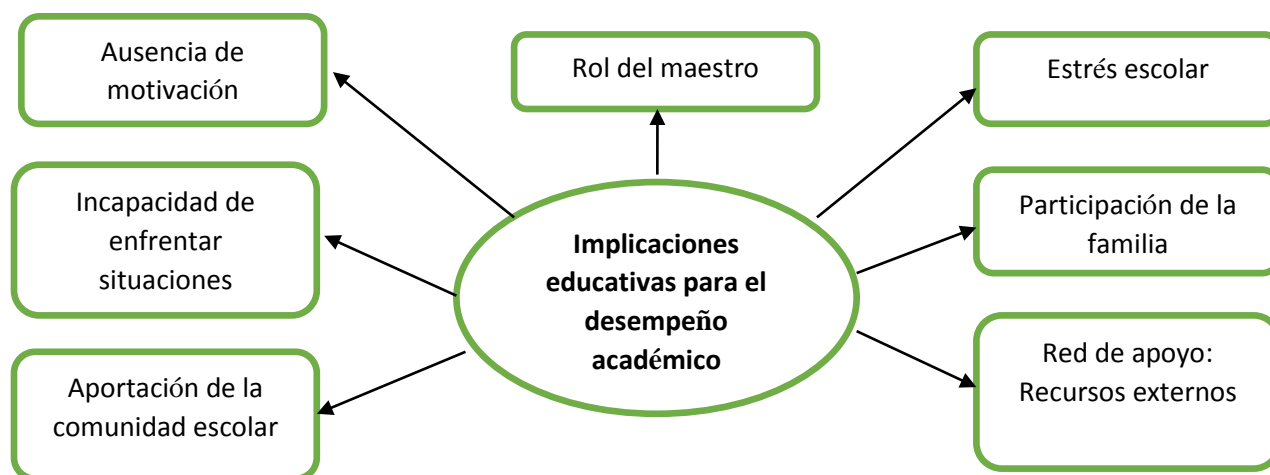 Ausencia de
motivación
Rol del maestro
Estrés escolar
Incapacidad de
enfrentar
situaciones
Participación de la
familia
Implicaciones
educativas para el
desempeño
académico
Aportación de la
comunidad escolar
Red de apoyo:
Recursos externos